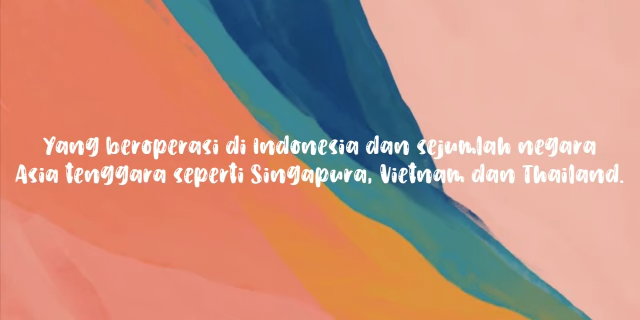 Yang beroperasi di Indonesia dan sejumlah negara
Asia tenggara seperti Singapura, Vietnam dan Thailand.